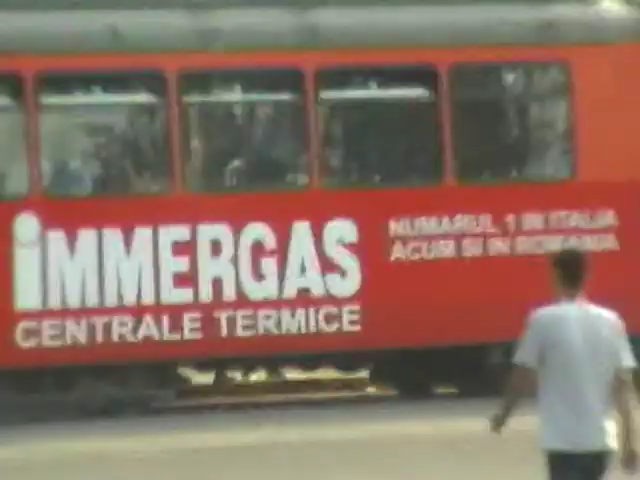 iMMERGAS
CENTRALE TERMICE
NUMARUL 1 IN ITALIA
ACUM SI IN ROMANIA